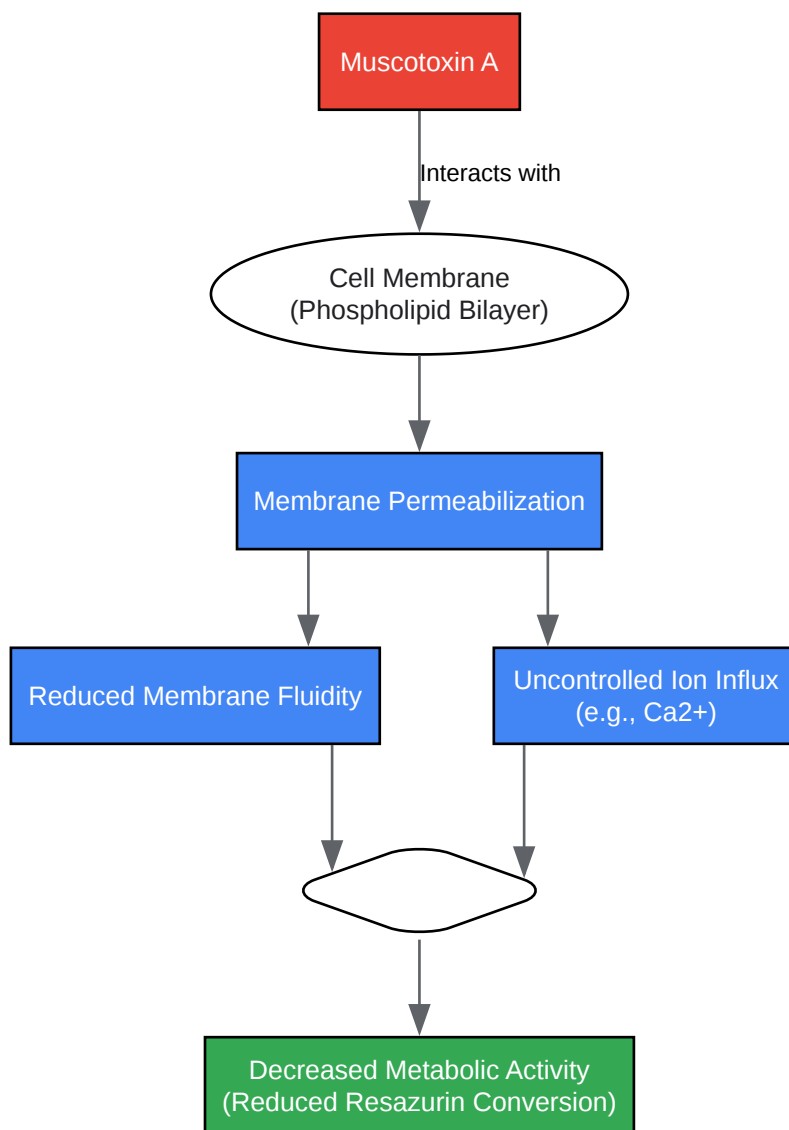 Muscotoxin A
Interacts with
Cell Membrane
(Phospholipid Bilayer)
Membrane Permeabilization
Reduced Membrane Fluidity
Uncontrolled Ion Influx
(e.g., Ca2+)
Decreased Metabolic Activity
(Reduced Resazurin Conversion)